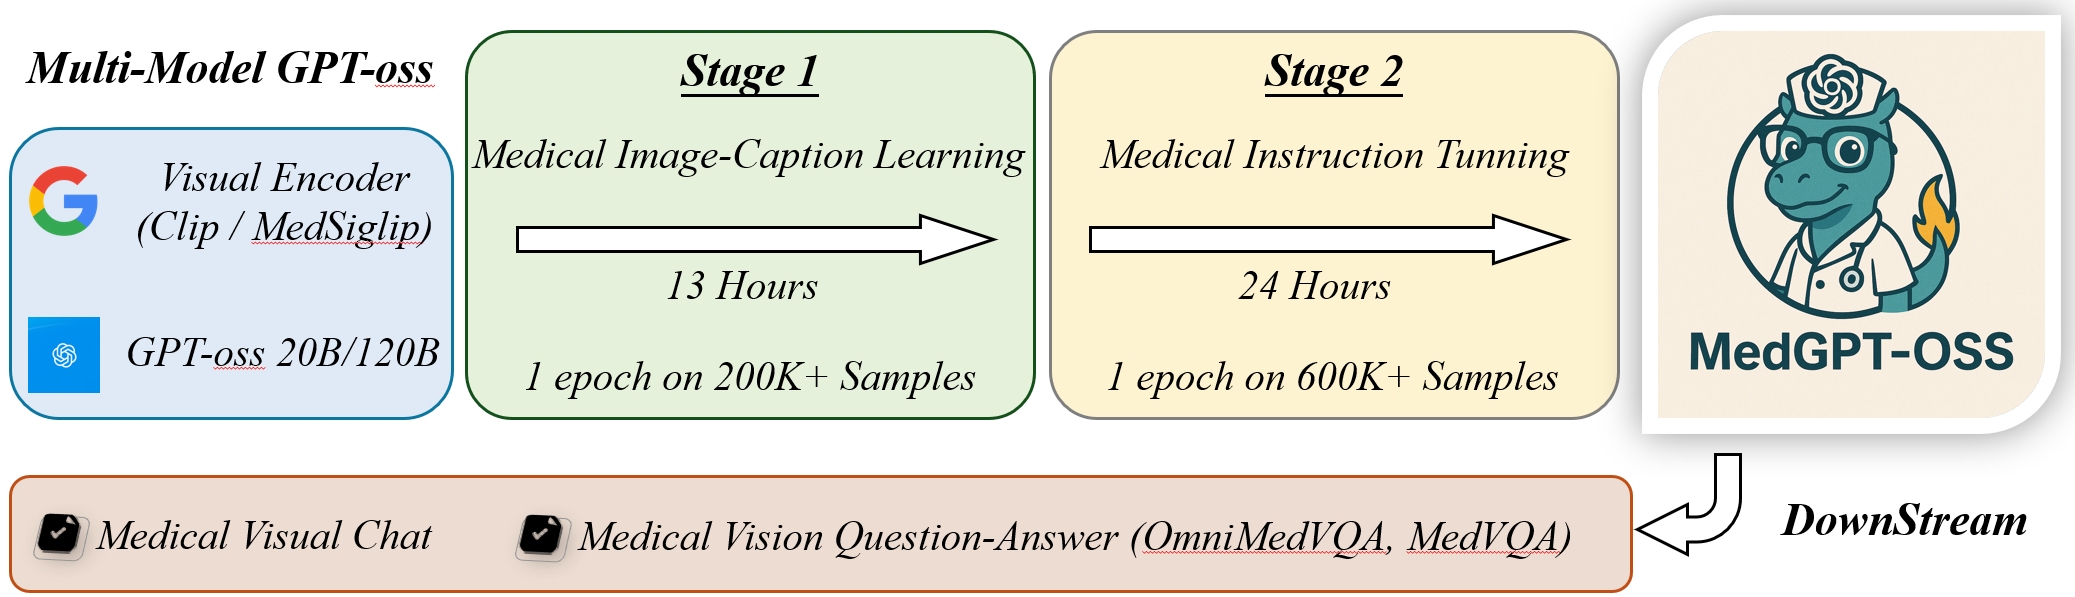 Multi-Model GPT-oss
Visual Encoder
(Clip / MedSiglip)
GPT-oss 20B/120B
Stage 1
Medical Image-Caption Learning
13 Hours
1 epoch on 200K+ Samples
Stage 2
Medical Instruction Tunning
24 Hours
1 epoch on 600K+ Samples
MedGPT-OSS
DownStream
Medical Visual Chat
Medical Vision Question-Answer (OmniMedVQA, MedVQA)